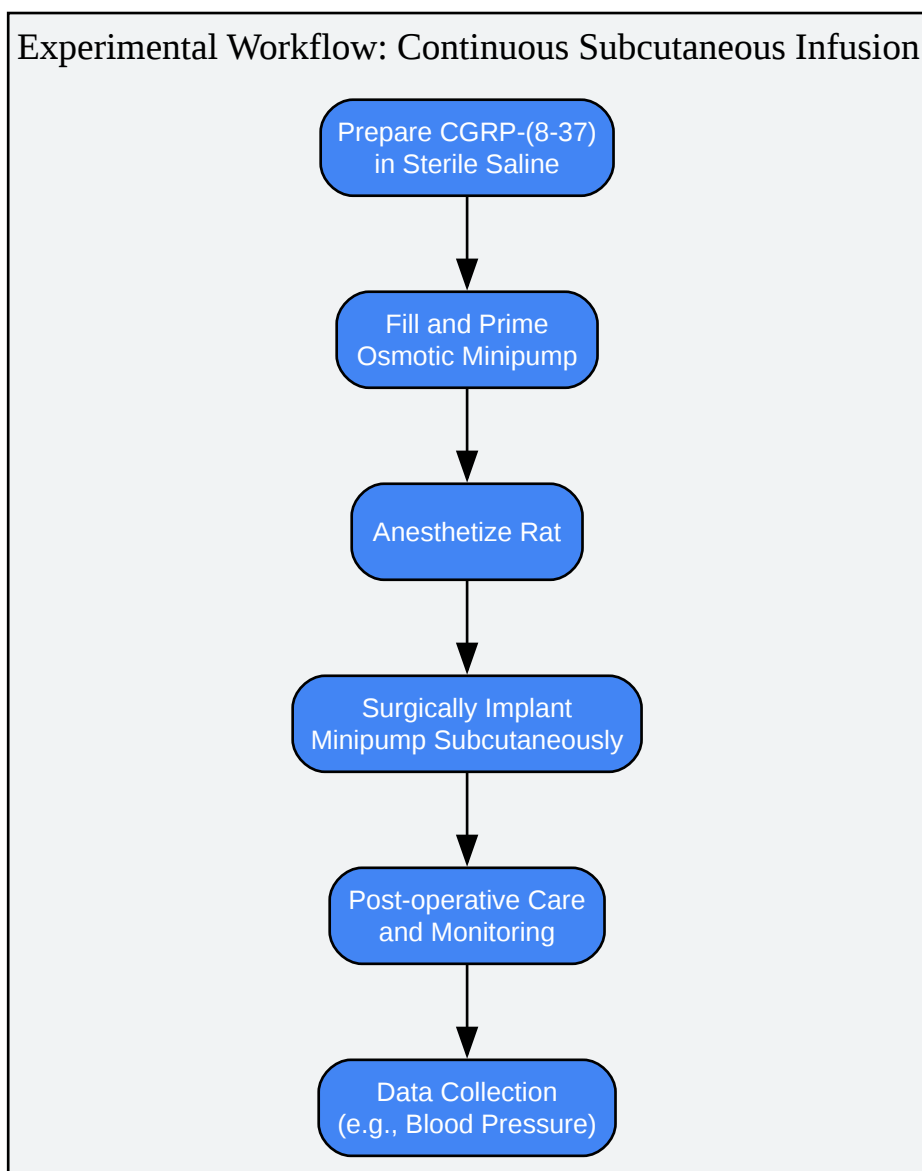 Experimental Workflow: Continuous Subcutaneous Infusion
Prepare CGRP-(8-37)
in Sterile Saline
Fill and Prime
Osmotic Minipump
Anesthetize Rat
Surgically Implant
Minipump Subcutaneously
Post-operative Care
and Monitoring
Data Collection
(e.g., Blood Pressure)